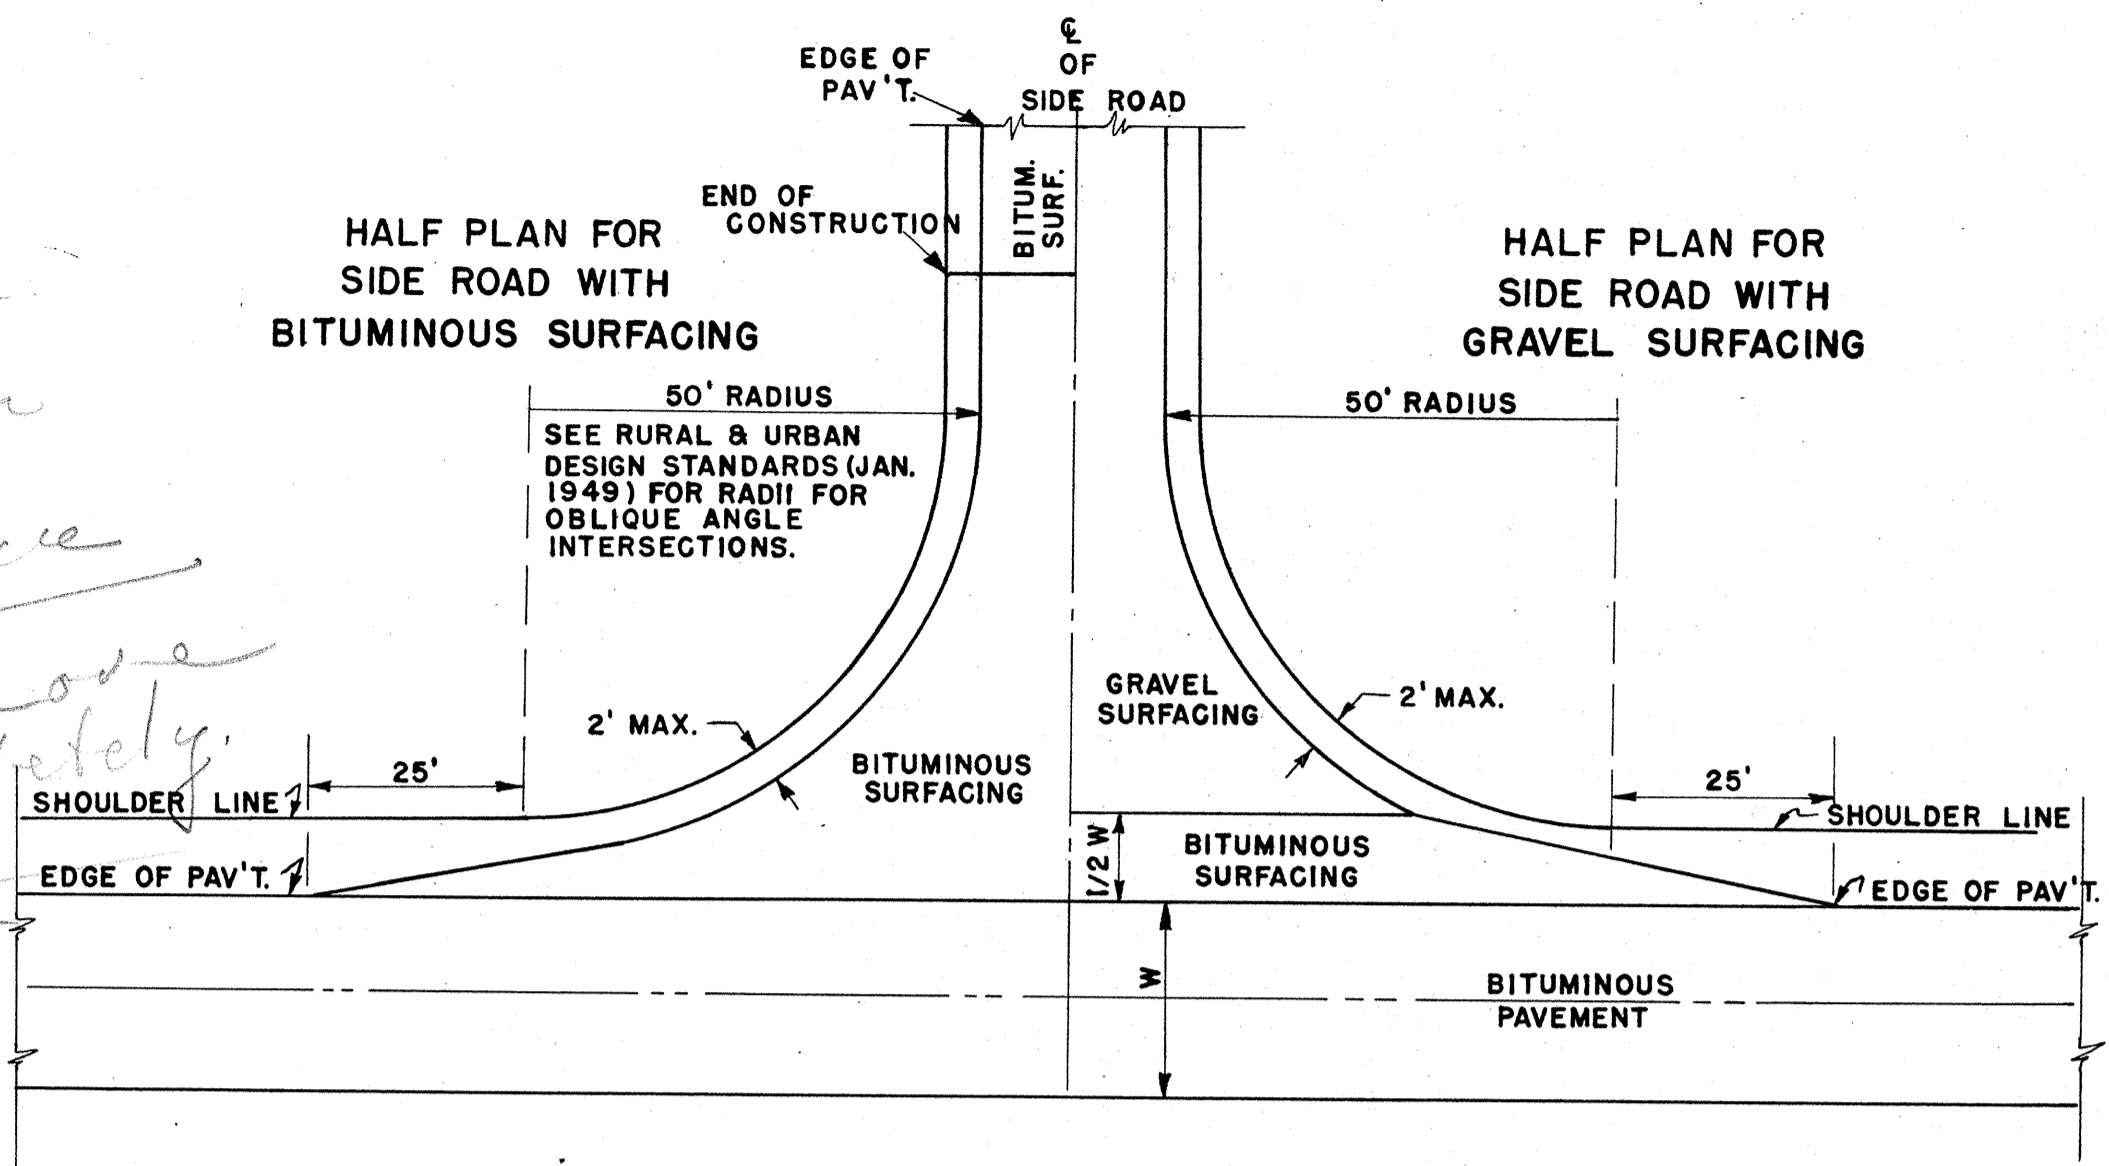 ℄
OF
SIDE ROAD
EDGE OF
PAV'T.
END OF
CONSTRUCTION
BITUM.
SURF.
HALF PLAN FOR
SIDE ROAD WITH
BITUMINOUS SURFACING
HALF PLAN FOR
SIDE ROAD WITH
GRAVEL SURFACING
50' RADIUS
SEE RURAL & URBAN
DESIGN STANDARDS (JAN.
1949) FOR RADII FOR
OBLIQUE ANGLE
INTERSECTIONS.
50' RADIUS
2' MAX.
BITUMINOUS
SURFACING
GRAVEL
SURFACING
2' MAX.
25'
SHOULDER LINE
EDGE OF PAV'T.
25'
SHOULDER LINE
EDGE OF PAV'T.
1/2 W
BITUMINOUS
SURFACING
W
BITUMINOUS
PAVEMENT